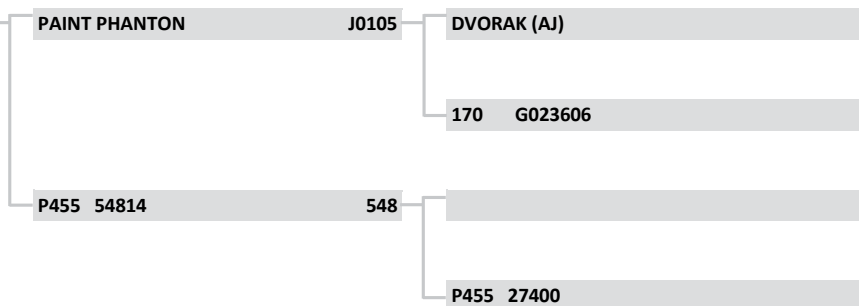 PAINT PHANTON J0105 DVORAK (AJ)
170 G023606
P455 54814 548
P455 27400